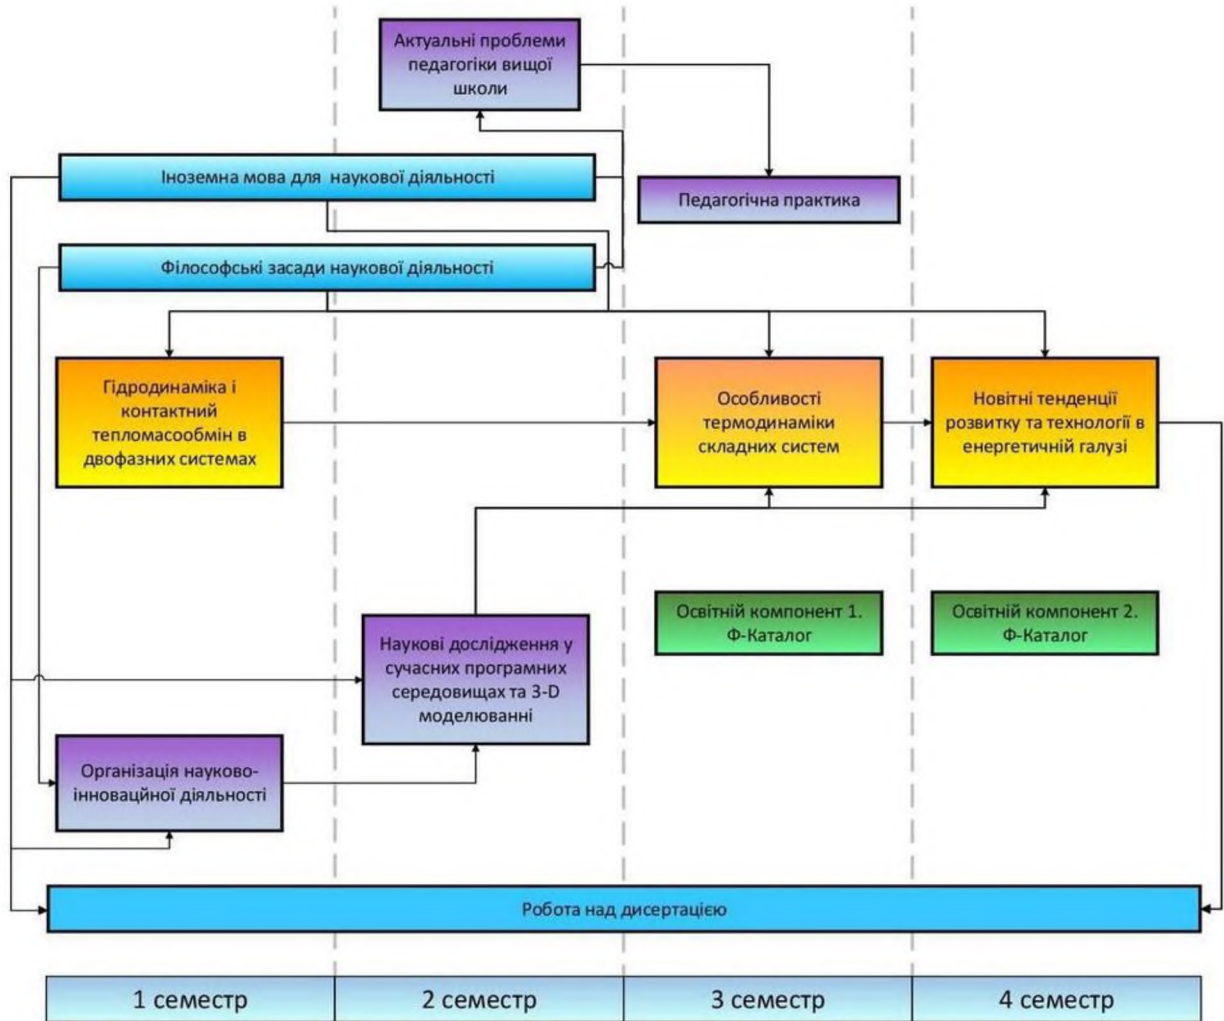 Актуальні проблеми
педагогіки вищої
школи
Іноземна мова для наукової діяльності
Педагогічна практика
Філософські засади наукової діяльності
Гідродинаміка і
контактний
тепломасообмін в
двофазних системах
Особливості
термодинаміки
складних систем
Новітні тенденції
розвитку та технології в
енергетичній галузі
Освітній компонент 1.
Ф-Каталог
Освітній компонент 2.
Ф-Каталог
Наукові дослідження у
сучасних програмних
середовищах та 3-D
моделюванні
Організація науково-
інноваційної діяльності
Робота над дисертацією
1 семестр
2 семестр
3 семестр
4 семестр